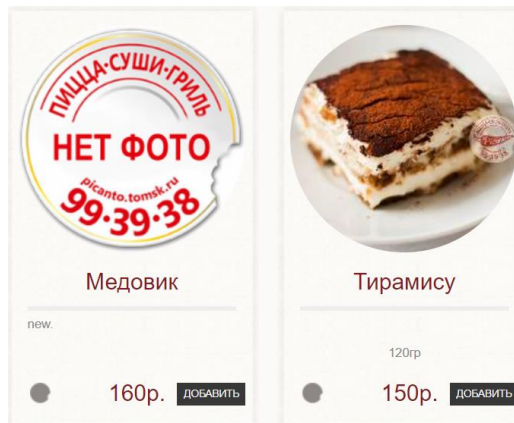 ПИЦЦА·СУШИ·ГРИЛЬ
НЕТ ФОТО
picanto.tomsk.ru
99·39·38
Медовик
new.
160р. ДОБАВИТЬ
Тирамису
120гр
150р. ДОБАВИТЬ